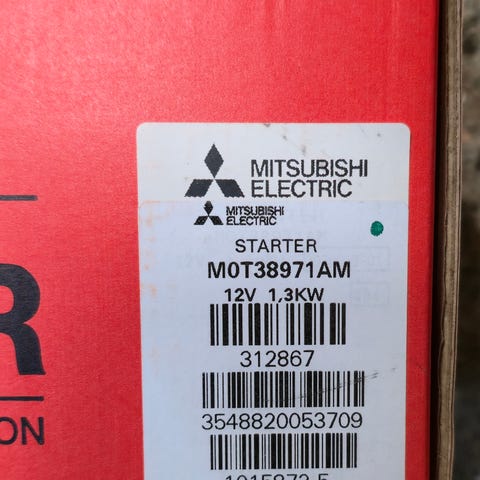 MITSUBISHI
ELECTRIC
MITSUBISHI
ELECTRIC
STARTER
M0T38971AM
12V 1,3KW
312867
3548820053709
R
ON